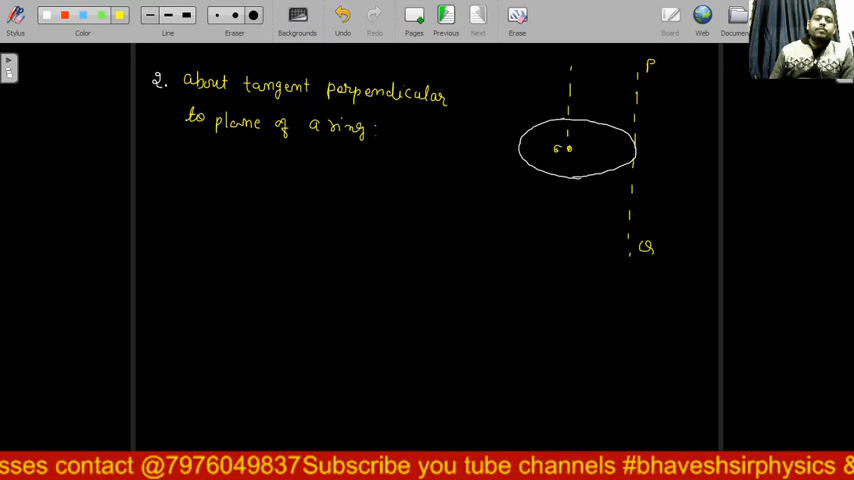 Stylus
Color
Line
Eraser
Backgrounds
Undo
Pages
Previous
Next
Erase
Board
Web
Documen
2. about tangent perpendicular
to plane of a ring:
P
Q
sses contact @7976049837Subscribe you tube channels #bhaveshsirphysics &